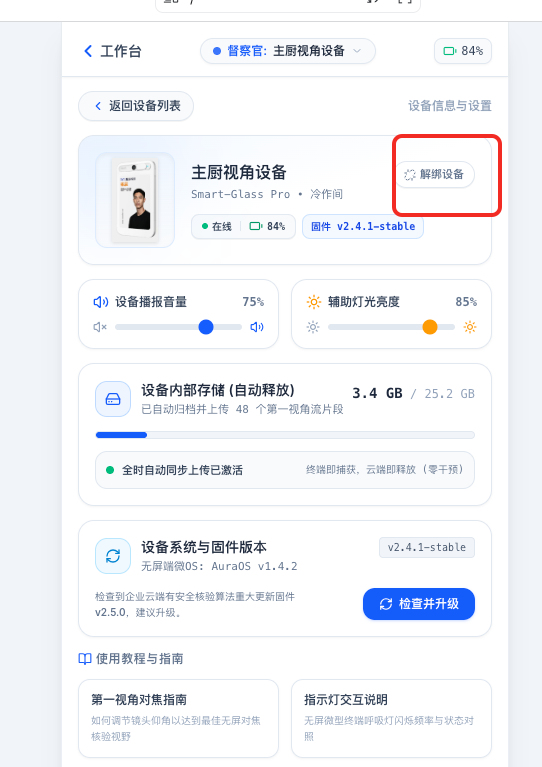 工作台
督察官: 主厨视角设备
84%
返回设备列表
设备信息与设置
主厨视角设备
解绑设备
Smart-Glass Pro • 冷作间
在线
84%
固件 v2.4.1-stable
设备播报音量
75%
辅助灯光亮度
85%
设备内部存储 (自动释放)
3.4 GB / 25.2 GB
已自动归档并上传 48 个第一视角流片段
全时自动同步上传已激活
终端即捕获，云端即释放 (零干预)
设备系统与固件版本
v2.4.1-stable
无屏端微OS: AuraOS v1.4.2
检查到企业云端有安全核验算法重大更新固件
v2.5.0，建议升级。
检查并升级
使用教程与指南
第一视角对焦指南
如何调节镜头仰角以达到最佳无屏对焦
核验视野
指示灯交互说明
无屏微型终端呼吸灯闪烁频率与状态对
照